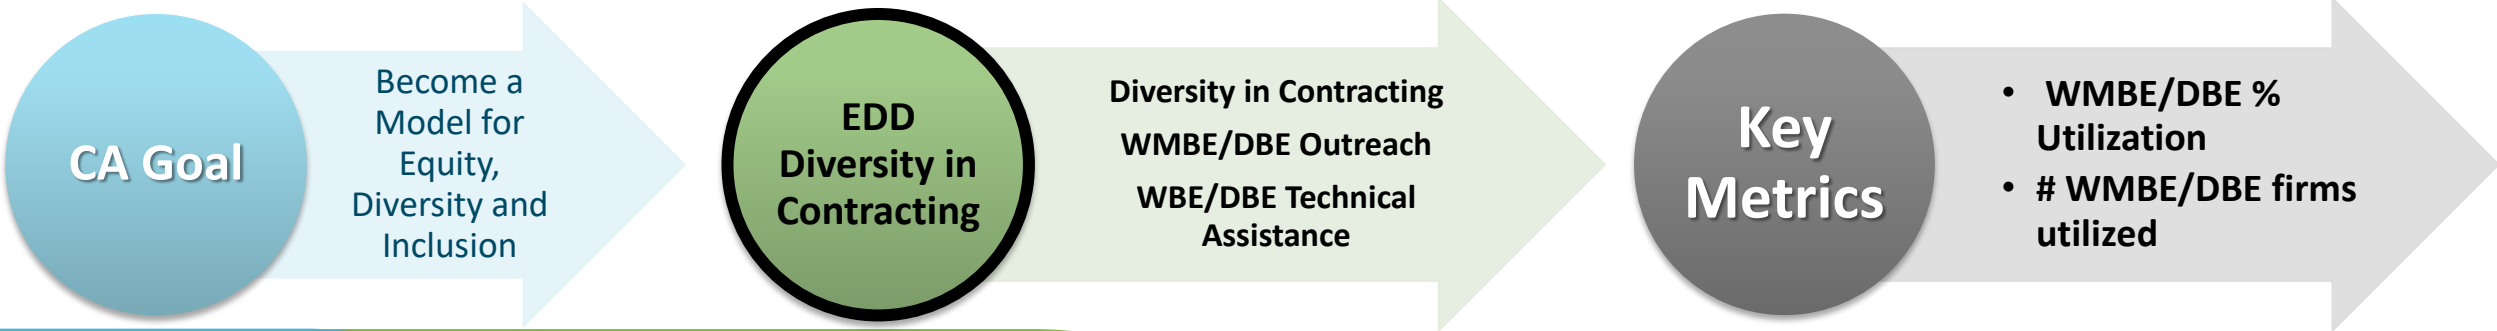 CA Goal
Become a
Model for
Equity,
Diversity and
Inclusion
EDD
Diversity in
Contracting
Diversity in Contracting
WMBE/DBE Outreach
WBE/DBE Technical
Assistance
Key
Metrics
• WMBE/DBE %
Utilization
• # WMBE/DBE firms
utilized